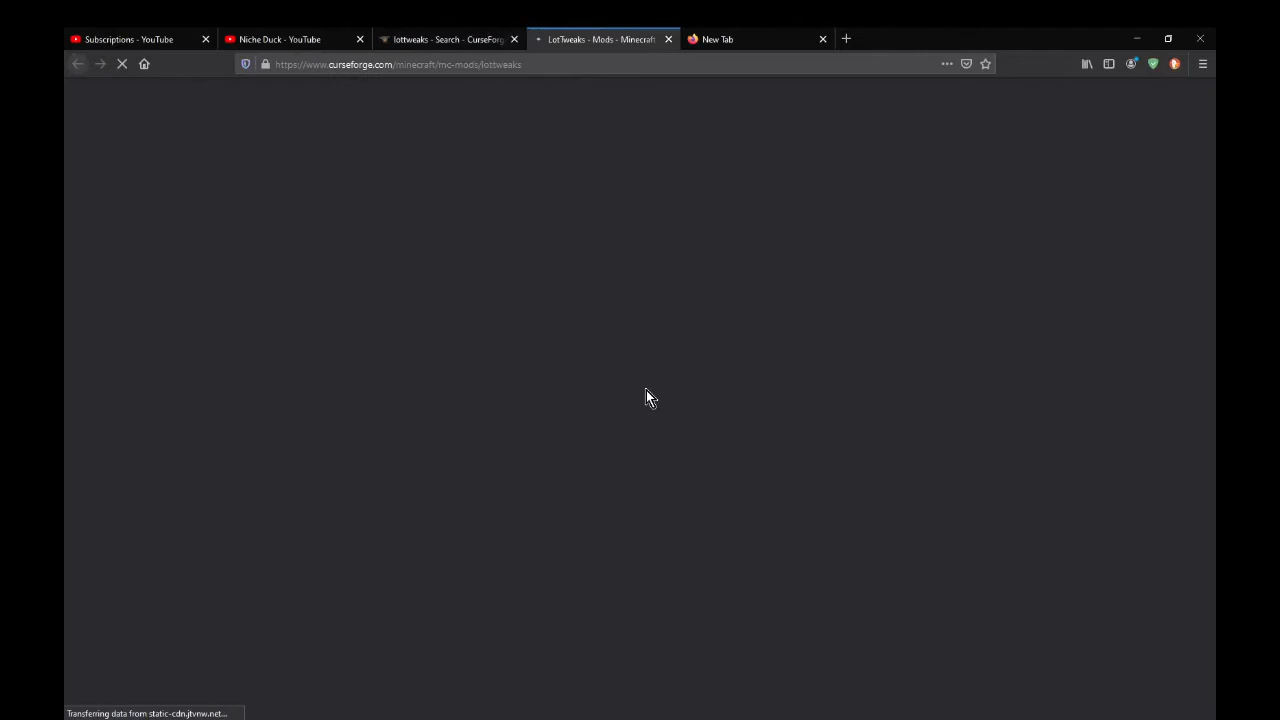 Subscriptions - YouTube
Niche Duck - YouTube
lottweaks - Search - CurseForg
LotTweaks - Mods - Minecraft
New Tab
https://www.curseforge.com/minecraft/mc-mods/lottweaks
Transferring data from static-cdn.jtvnw.net...